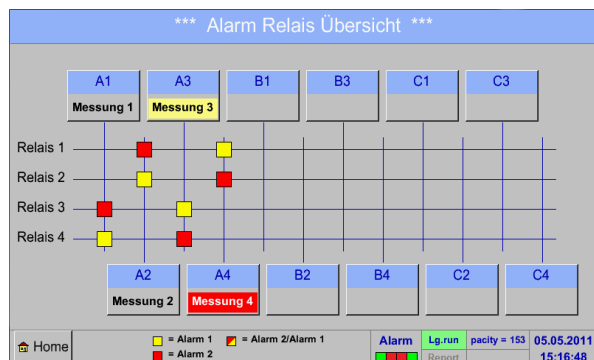 *** Alarm Relais Übersicht ***
A1 A3 B1 B3 C1 C3
Messung 1 Messung 3
Relais 1
Relais 2
Relais 3
Relais 4
A2 A4 B2 B4 C2 C4
Messung 2 Messung 4
= Alarm 1 = Alarm 2/Alarm 1
= Alarm 2
Home
Alarm Lg.run pacity = 153 05.05.2011
Report 15:16:48